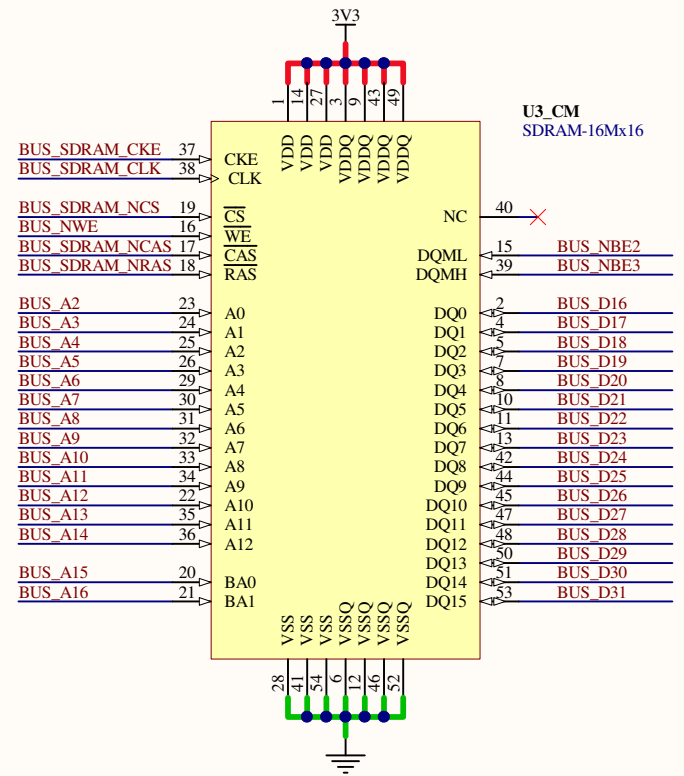 3V3
1 14 27 3 9 43 49
VDD VDD VDD VDDQ VDDQ VDDQ VDDQ
U3_CM
SDRAM-16Mx16
BUS_SDRAM_CKE 37 CKE
BUS_SDRAM_CLK 38 CLK
BUS_SDRAM_NCS 19 CS NC 40
BUS_NWE 16 WE
BUS_SDRAM_NCAS 17 CAS DQML 15 BUS_NBE2
BUS_SDRAM_NRAS 18 RAS DQMH 39 BUS_NBE3
BUS_A2 23 A0 DQ0 2 BUS_D16
BUS_A3 24 A1 DQ1 4 BUS_D17
BUS_A4 25 A2 DQ2 5 BUS_D18
BUS_A5 26 A3 DQ3 7 BUS_D19
BUS_A6 29 A4 DQ4 8 BUS_D20
BUS_A7 30 A5 DQ5 10 BUS_D21
BUS_A8 31 A6 DQ6 11 BUS_D22
BUS_A9 32 A7 DQ7 13 BUS_D23
BUS_A10 33 A8 DQ8 42 BUS_D24
BUS_A11 34 A9 DQ9 44 BUS_D25
BUS_A12 22 A10 DQ10 45 BUS_D26
BUS_A13 35 A11 DQ11 47 BUS_D27
BUS_A14 36 A12 DQ12 48 BUS_D28
DQ13 50 BUS_D29
BUS_A15 20 BA0 DQ14 51 BUS_D30
BUS_A16 21 BA1 DQ15 53 BUS_D31
VSS VSS VSS VSSQ VSSQ VSSQ VSSQ
28 41 54 6 12 46 52